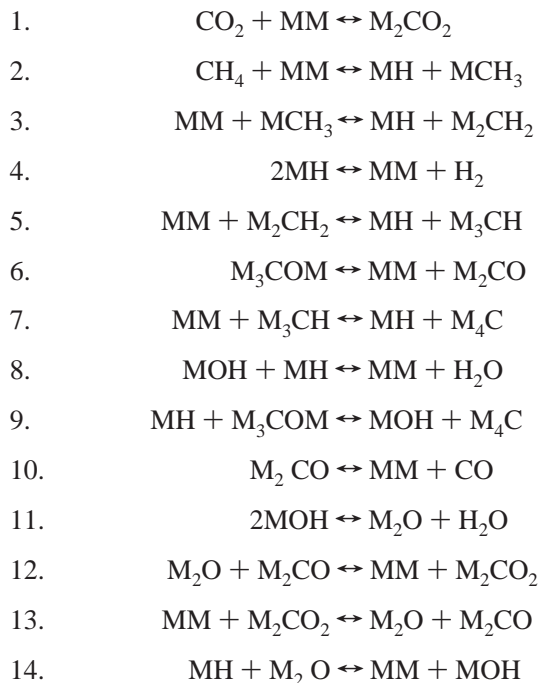 1. CO₂ + MM ↔ M₂CO₂
2. CH₄ + MM ↔ MH + MCH₃
3. MM + MCH₃ ↔ MH + M₂CH₂
4. 2MH ↔ MM + H₂
5. MM + M₂CH₂ ↔ MH + M₃CH
6. M₃COM ↔ MM + M₂CO
7. MM + M₃CH ↔ MH + M₄C
8. MOH + MH ↔ MM + H₂O
9. MH + M₃COM ↔ MOH + M₄C
10. M₂ CO ↔ MM + CO
11. 2MOH ↔ M₂O + H₂O
12. M₂O + M₂CO ↔ MM + M₂CO₂
13. MM + M₂CO₂ ↔ M₂O + M₂CO
14. MH + M₂ O ↔ MM + MOH